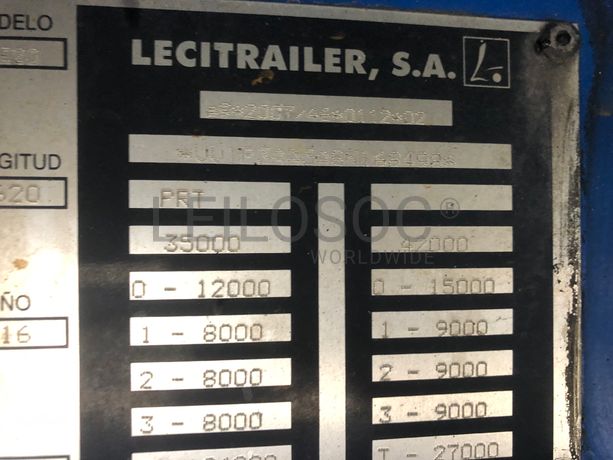 DELO
LECITRAILER, S.A. L.
GITUD
620
PRT
35000
42000
LEILOSOC®
WORLDWIDE
0 - 12000
0 - 15000
ÑO
16
1 - 8000
1 - 9000
2 - 8000
2 - 9000
3 - 8000
3 - 9000
T - 27000